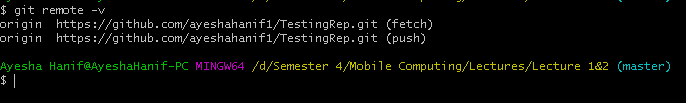 $ git remote -v
origin  https://github.com/ayeshahanif1/TestingRep.git (fetch)
origin  https://github.com/ayeshahanif1/TestingRep.git (push)
Ayesha Hanif@AyeshaHanif-PC MINGW64 /d/Semester 4/Mobile Computing/Lectures/Lecture 1&2 (master)
$